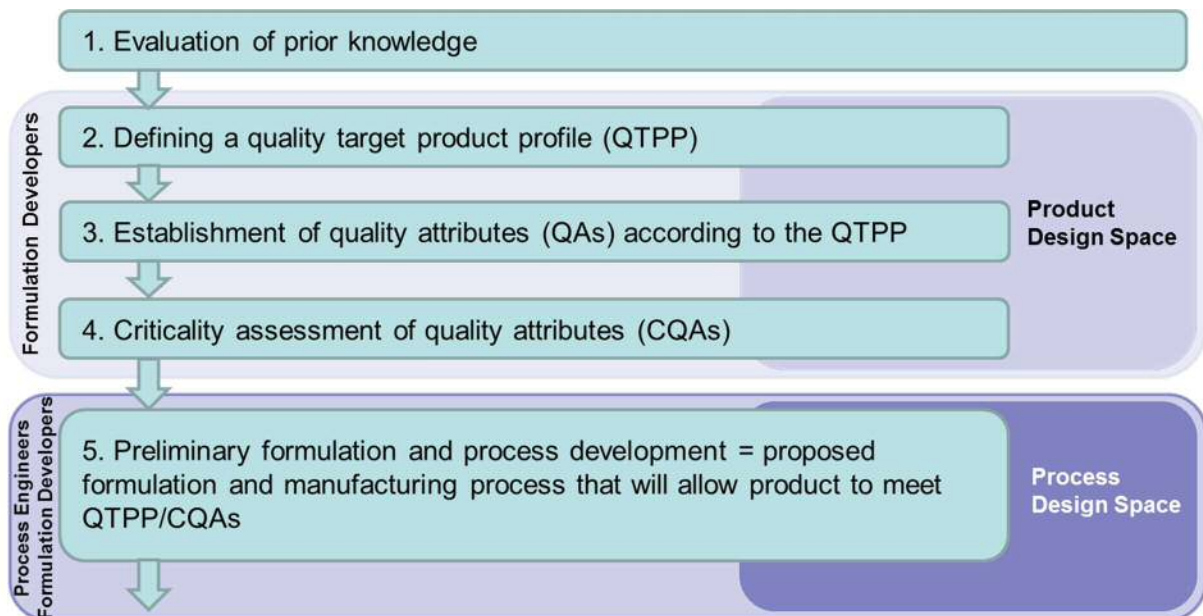 1. Evaluation of prior knowledge
Formulation Developers
2. Defining a quality target product profile (QTPP)
3. Establishment of quality attributes (QAs) according to the QTPP
4. Criticality assessment of quality attributes (CQAs)
Product
Design Space
Process Engineers
Formulation Developers
5. Preliminary formulation and process development = proposed
formulation and manufacturing process that will allow product to meet
QTPP/CQAs
Process
Design Space